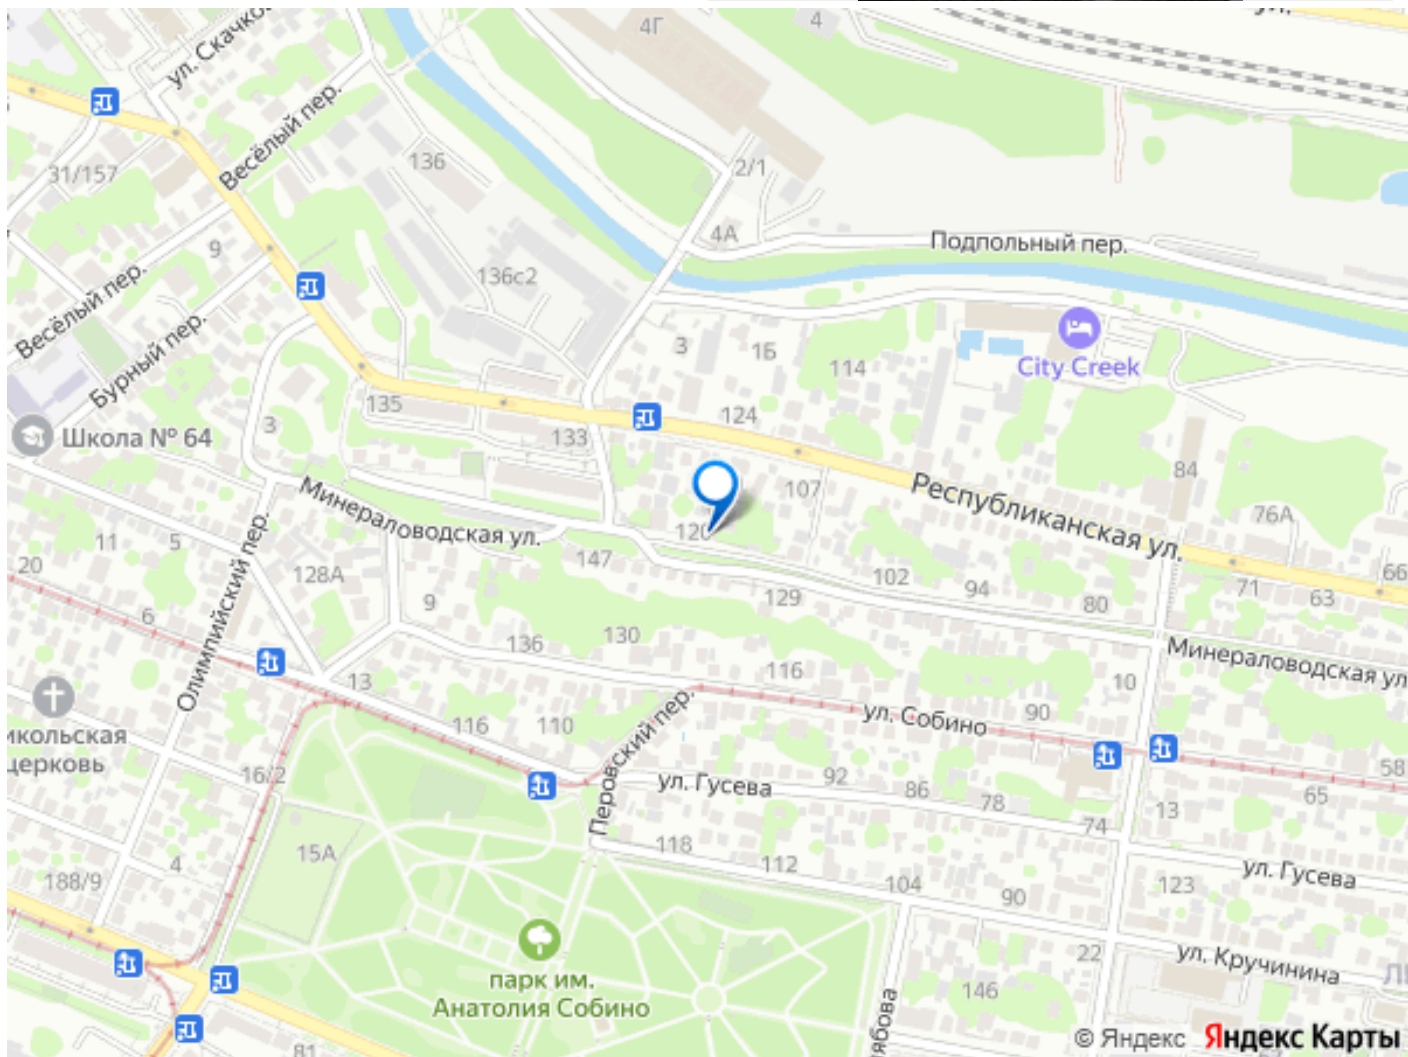 ул.
4Г
4
ул. Скачко
Весёлый пер.
31/157
136
2/1
4А
Подпольный пер.
9
136с2
Весёлый пер.
Бурный пер.
3
1Б
114
City Creek
135
124
3
133
Школа № 64
84
107
Республиканская ул.
76А
Минераловодская ул.
120
11
5
147
20
128А
102
94
66
71
63
80
129
9
6
Олимпийский пер.
136
130
116
Минераловодская ул
13
10
116
110
ул. Собино
90
икольская
церковь
Перовский пер.
16/2
ул. Гусева
92
86
78
58
65
13
74
118
15А
4
112
ул. Гусева
188/9
104
90
123
22
ул. Кручинина
парк им.
Анатолия Собино
146
лябова
81
© Яндекс Яндекс Карты